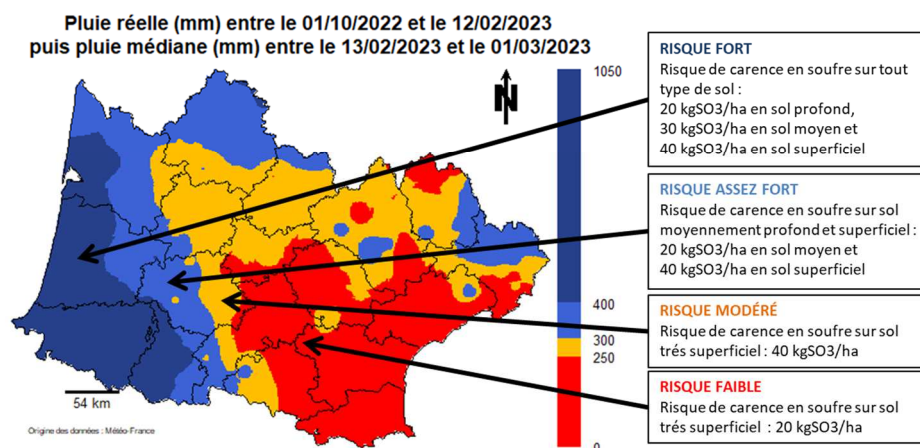 Pluie réelle (mm) entre le 01/10/2022 et le 12/02/2023
puis pluie médiane (mm) entre le 13/02/2023 et le 01/03/2023
N
1050
400
300
250
0
54 km
Origine des données : Météo-France
RISQUE FORT
Risque de carence en soufre sur tout
type de sol :
20 kgSO3/ha en sol profond,
30 kgSO3/ha en sol moyen et
40 kgSO3/ha en sol superficiel
RISQUE ASSEZ FORT
Risque de carence en soufre sur sol
moyennement profond et superficiel :
20 kgSO3/ha en sol moyen et
40 kgSO3/ha en sol superficiel
RISQUE MODÉRÉ
Risque de carence en soufre sur sol
trés superficiel : 40 kgSO3/ha
RISQUE FAIBLE
Risque de carence en soufre sur sol
trés superficiel : 20 kgSO3/ha